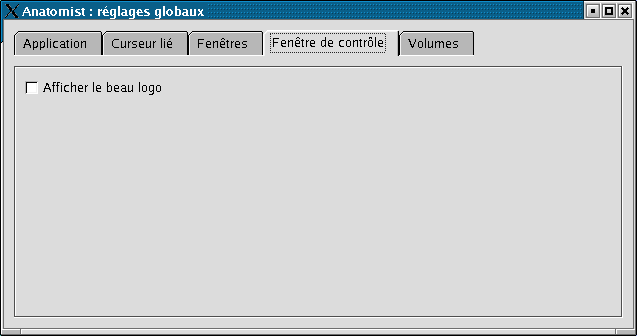 Anatomist : réglages globaux
Application Curseur lié Fenêtres Fenêtre de contrôle Volumes
Afficher le beau logo